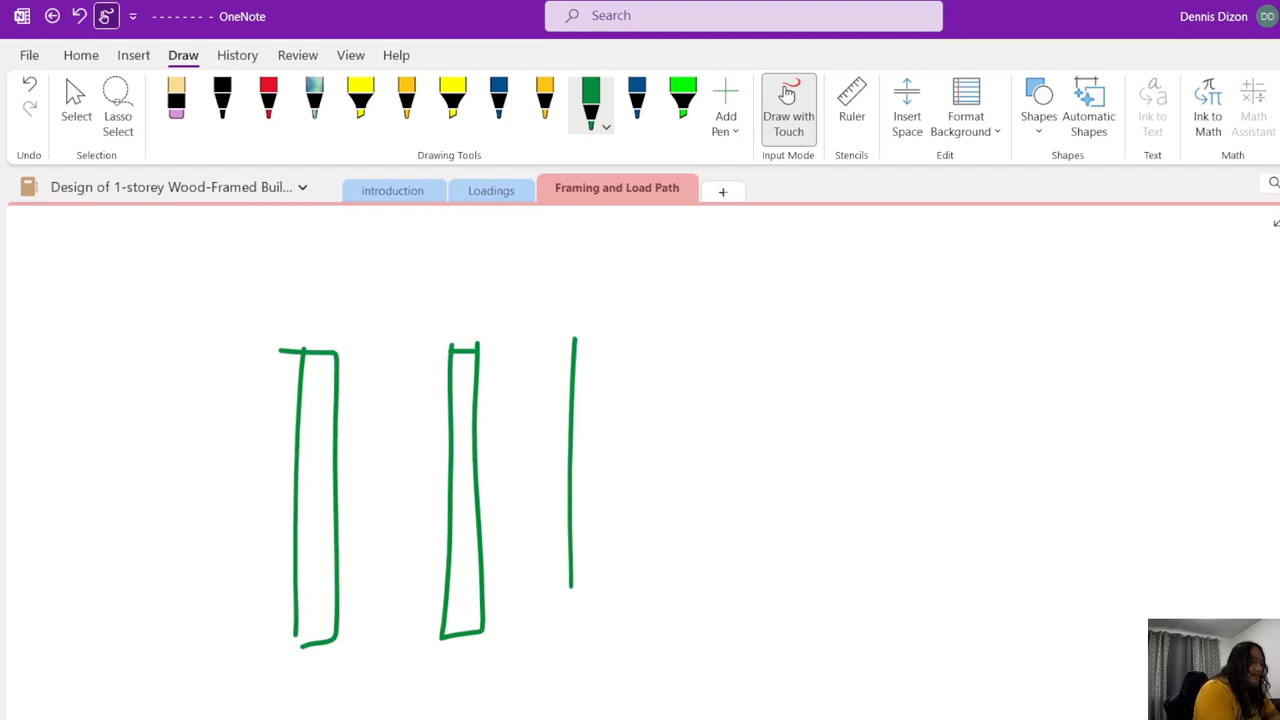 - - - - - - - · OneNote
Search
Dennis Dizon
DD
File
Home
Insert
Draw
History
Review
View
Help
Select
Lasso Select
Add Pen
Draw with Touch
Ruler
Insert Space
Format Background
Shapes
Automatic Shapes
Ink to Text
Ink to Math
Math Assistant
Undo
Selection
Drawing Tools
Input Mode
Stencils
Edit
Shapes
Text
Math
Design of 1-storey Wood-Framed Buil...
introduction
Loadings
Framing and Load Path